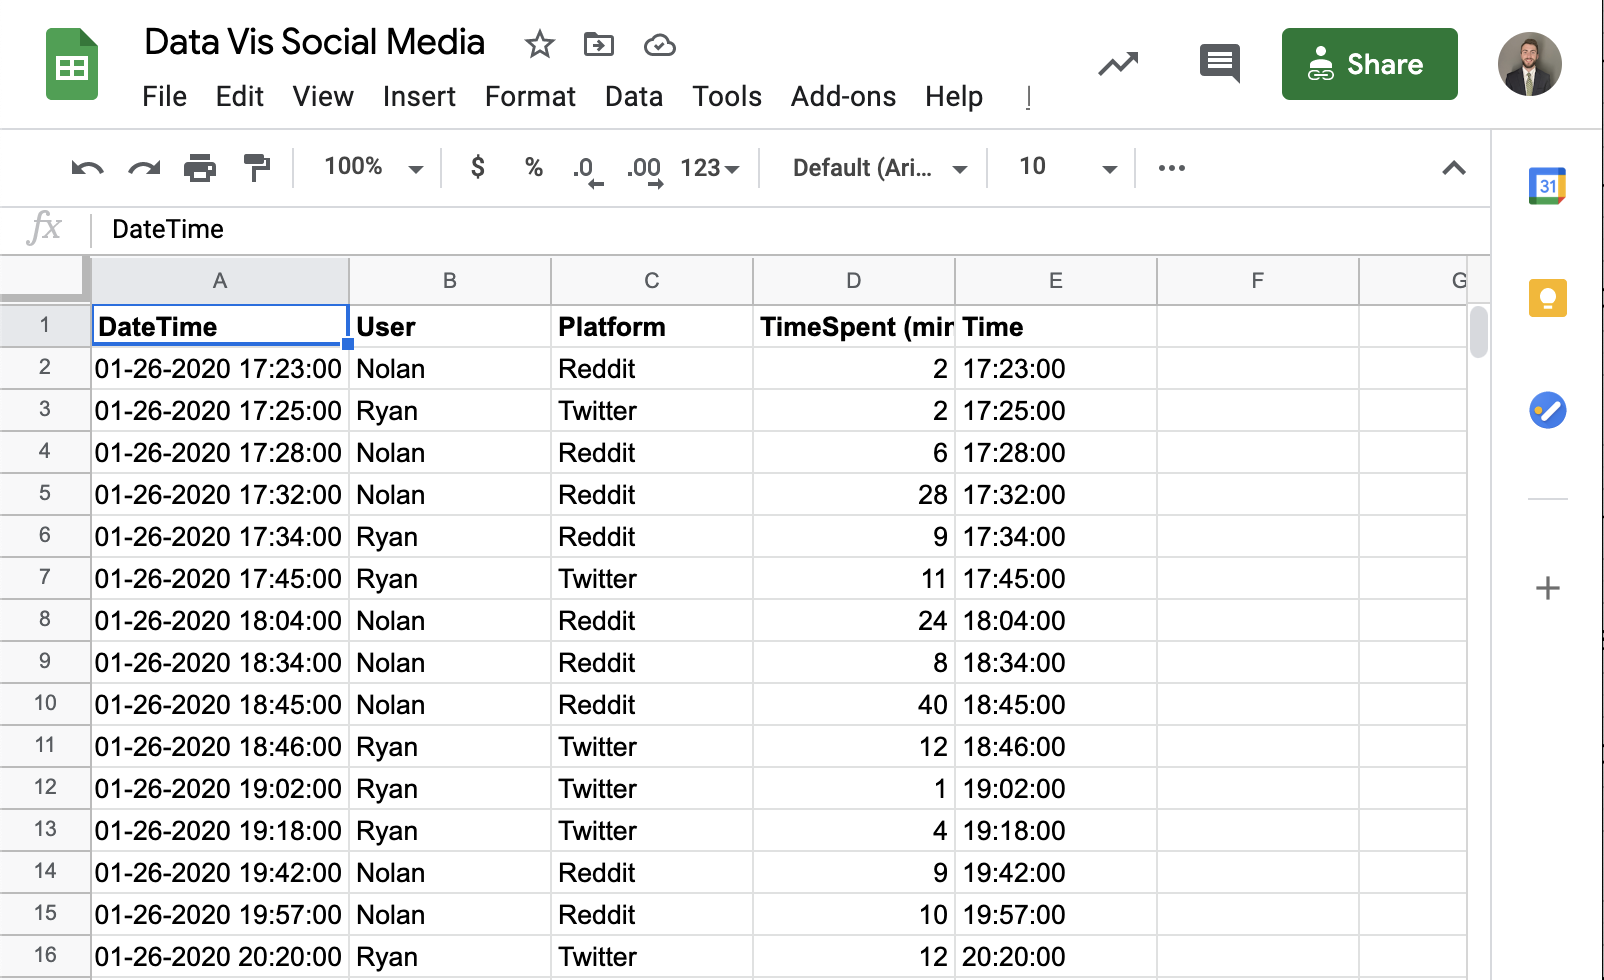 Data Vis Social Media
File Edit View Insert Format Data Tools Add-ons Help
Share
100% $ % .0 .00 123 Default (Ari... 10
31
fx DateTime
A B C D E F G
1 DateTime User Platform TimeSpent (min Time
2 01-26-2020 17:23:00 Nolan Reddit 2 17:23:00
3 01-26-2020 17:25:00 Ryan Twitter 2 17:25:00
4 01-26-2020 17:28:00 Nolan Reddit 6 17:28:00
5 01-26-2020 17:32:00 Nolan Reddit 28 17:32:00
6 01-26-2020 17:34:00 Ryan Reddit 9 17:34:00
7 01-26-2020 17:45:00 Ryan Twitter 11 17:45:00
8 01-26-2020 18:04:00 Nolan Reddit 24 18:04:00
9 01-26-2020 18:34:00 Nolan Reddit 8 18:34:00
10 01-26-2020 18:45:00 Nolan Reddit 40 18:45:00
11 01-26-2020 18:46:00 Ryan Twitter 12 18:46:00
12 01-26-2020 19:02:00 Ryan Twitter 1 19:02:00
13 01-26-2020 19:18:00 Ryan Twitter 4 19:18:00
14 01-26-2020 19:42:00 Nolan Reddit 9 19:42:00
15 01-26-2020 19:57:00 Nolan Reddit 10 19:57:00
16 01-26-2020 20:20:00 Ryan Twitter 12 20:20:00